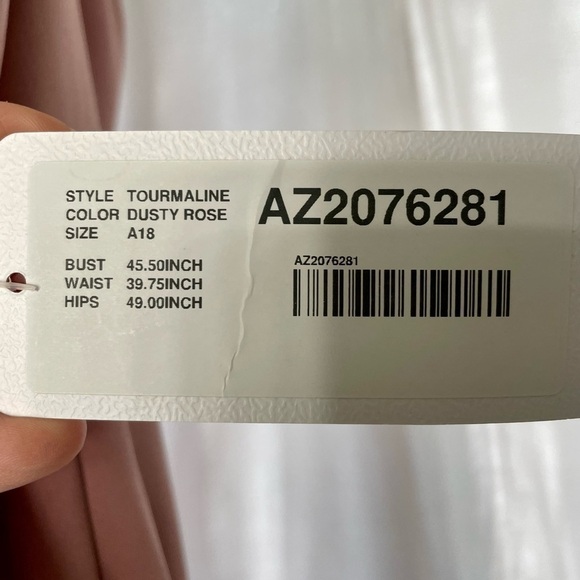 STYLE TOURMALINE
COLOR DUSTY ROSE
SIZE A18
BUST 45.50INCH
WAIST 39.75INCH
HIPS 49.00INCH
AZ2076281
AZ2076281